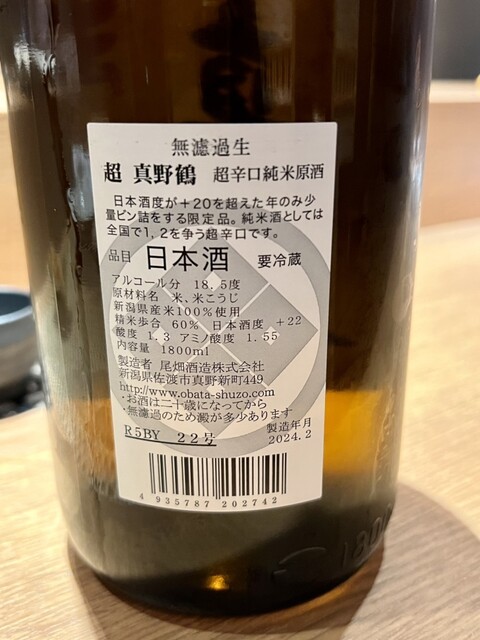 無濾過生
超 真野鶴 超辛口純米原酒
日本酒度が＋20を超えた年のみ少
量ビン詰をする限定品。純米酒としては
全国で1,2を争う超辛口です。
品目 日本酒 要冷蔵
アルコール分 18.5度
原材料名 米、米こうじ
新潟県産米100％使用
精米歩合 60％ 日本酒度 ＋22
酸度 1.3 アミノ酸度 1.55
内容量 1800ml
製造者 尾畑酒造株式会社
新潟県佐渡市真野新町449
http://www.obata-shuzo.com
・お酒は二十歳になってから
・無濾過のため澱が多少あります
R5BY 22号
製造年月
2024.2
4 935787 202742